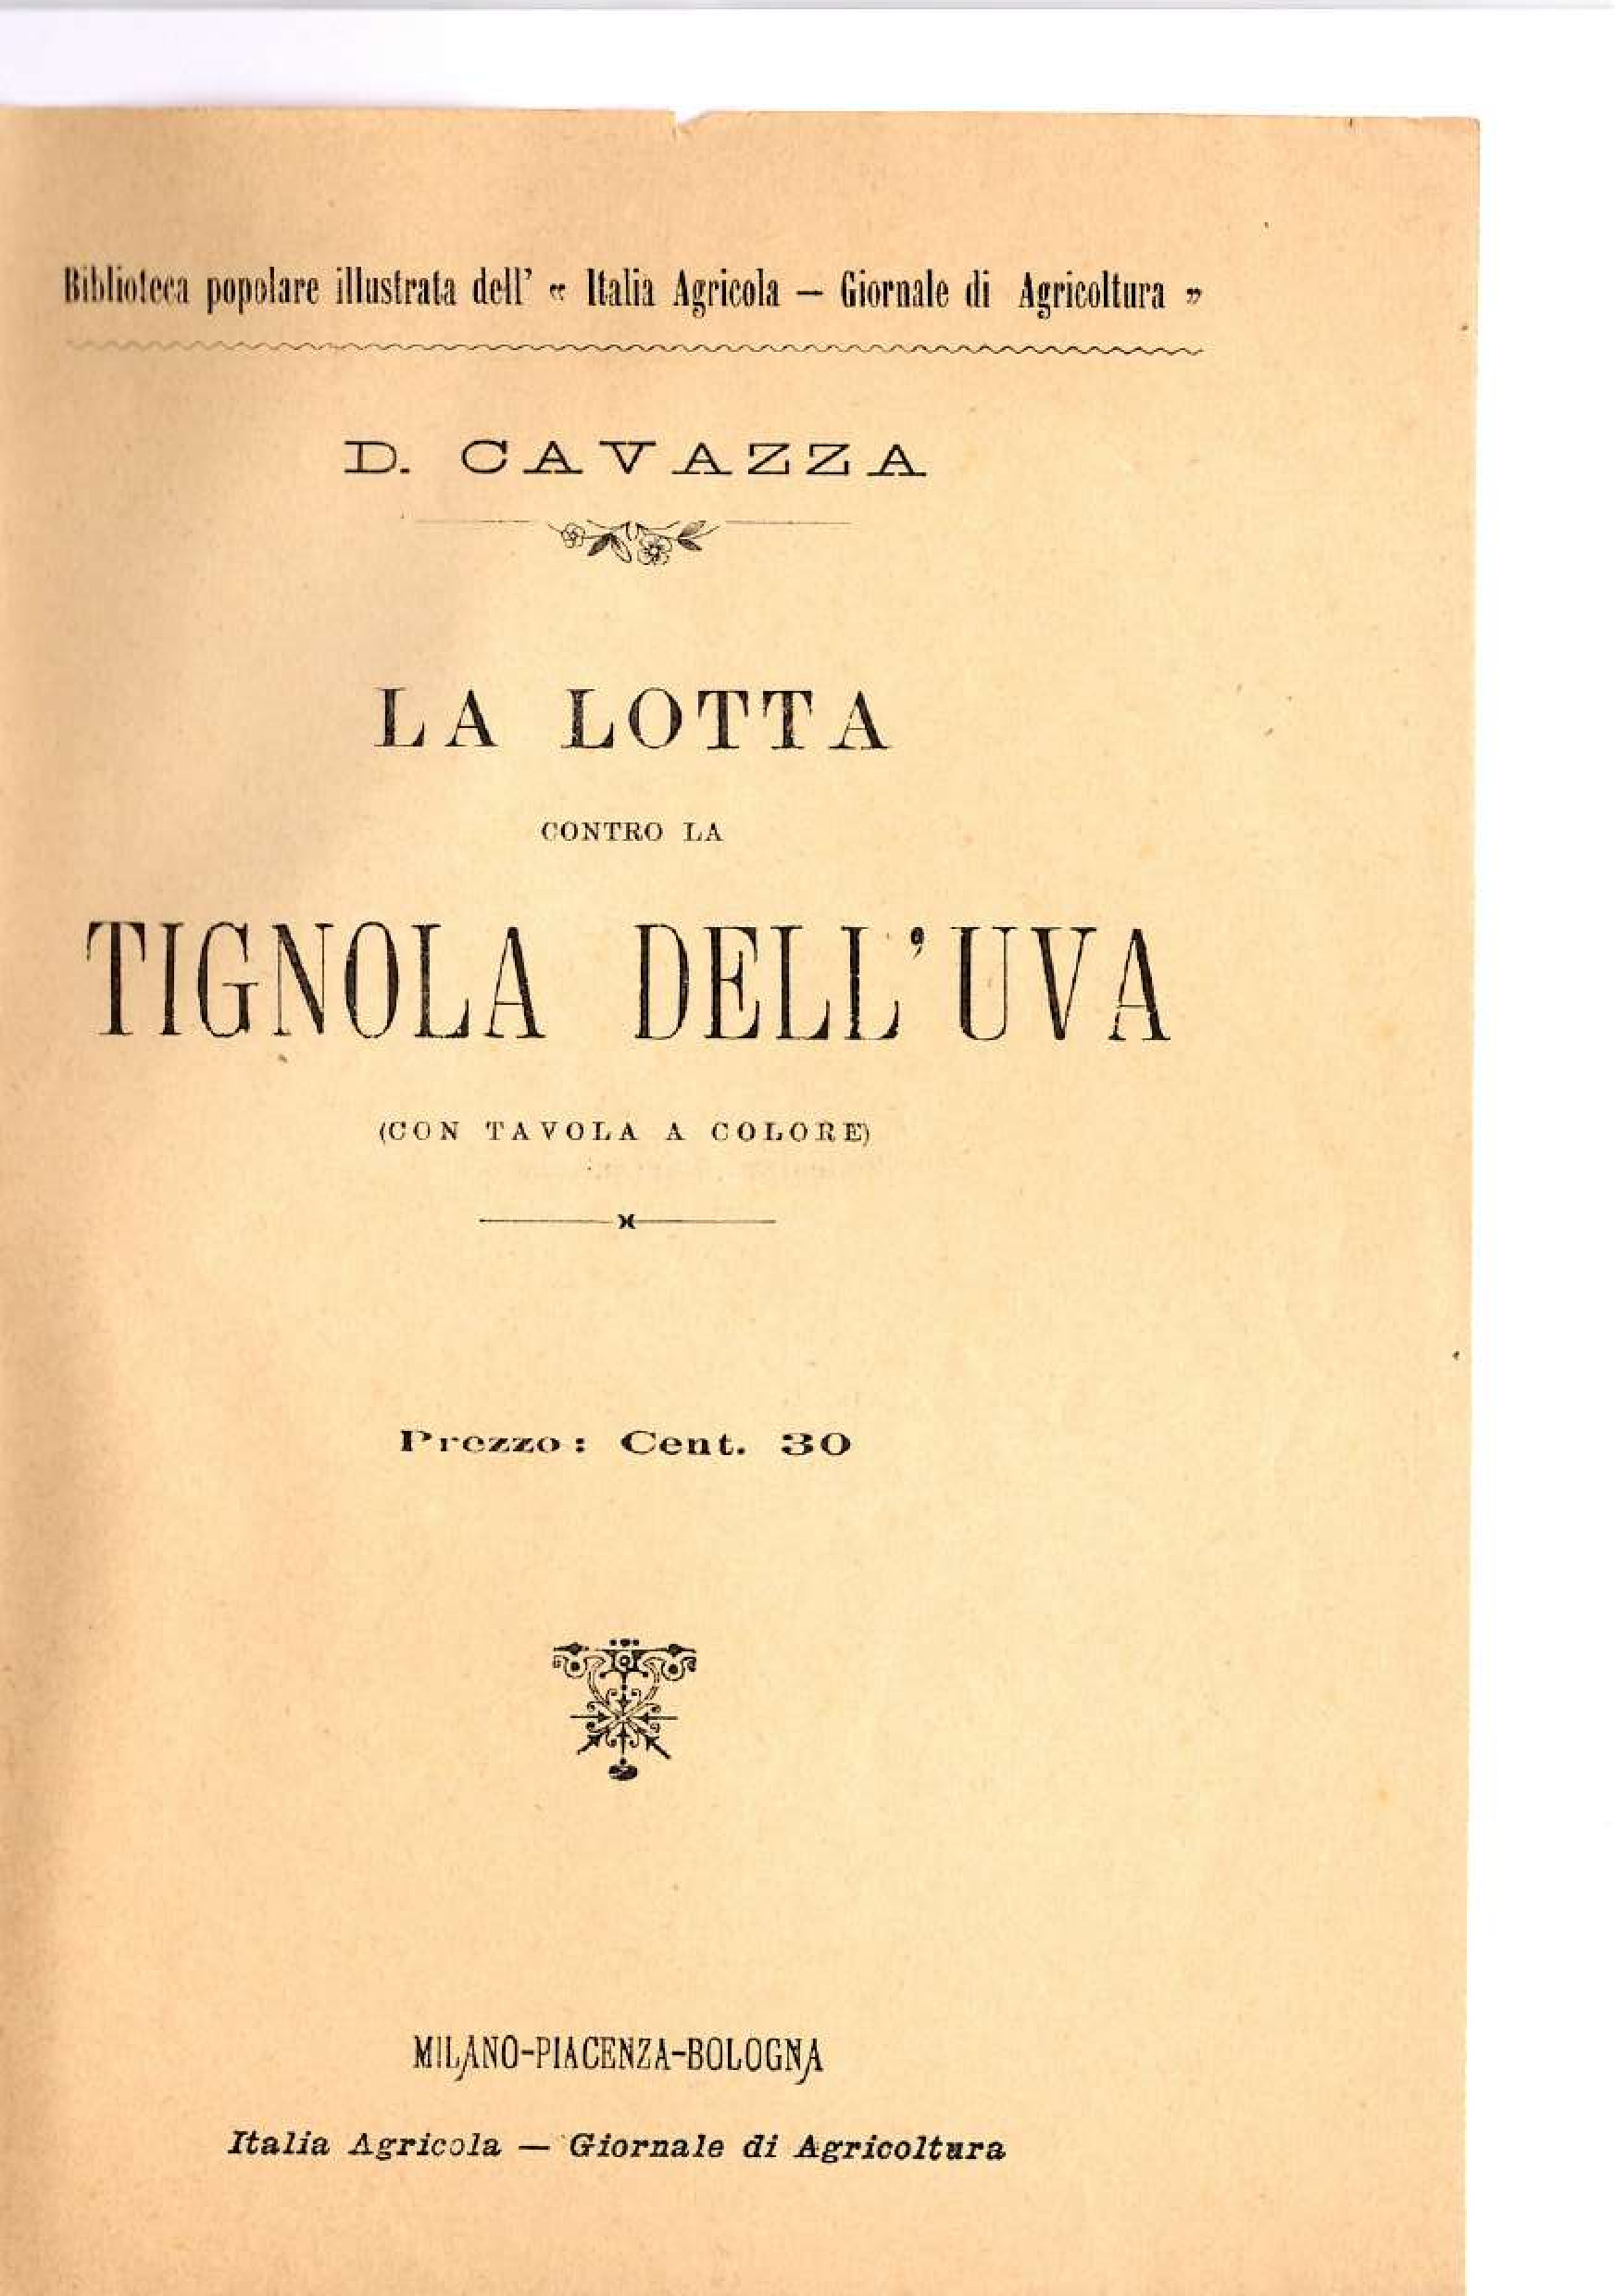 Biblioteca popolare illustrata dell' « Italia Agricola — Giornale di Agricoltura »
D. CAVAZZA
LA LOTTA
CONTRO LA
TIGNOLA DELL'UVA
(CON TAVOLA A COLORE)
Prezzo: Cent. 30
MILANO-PIACENZA-BOLOGNA
Italia Agricola — Giornale di Agricoltura